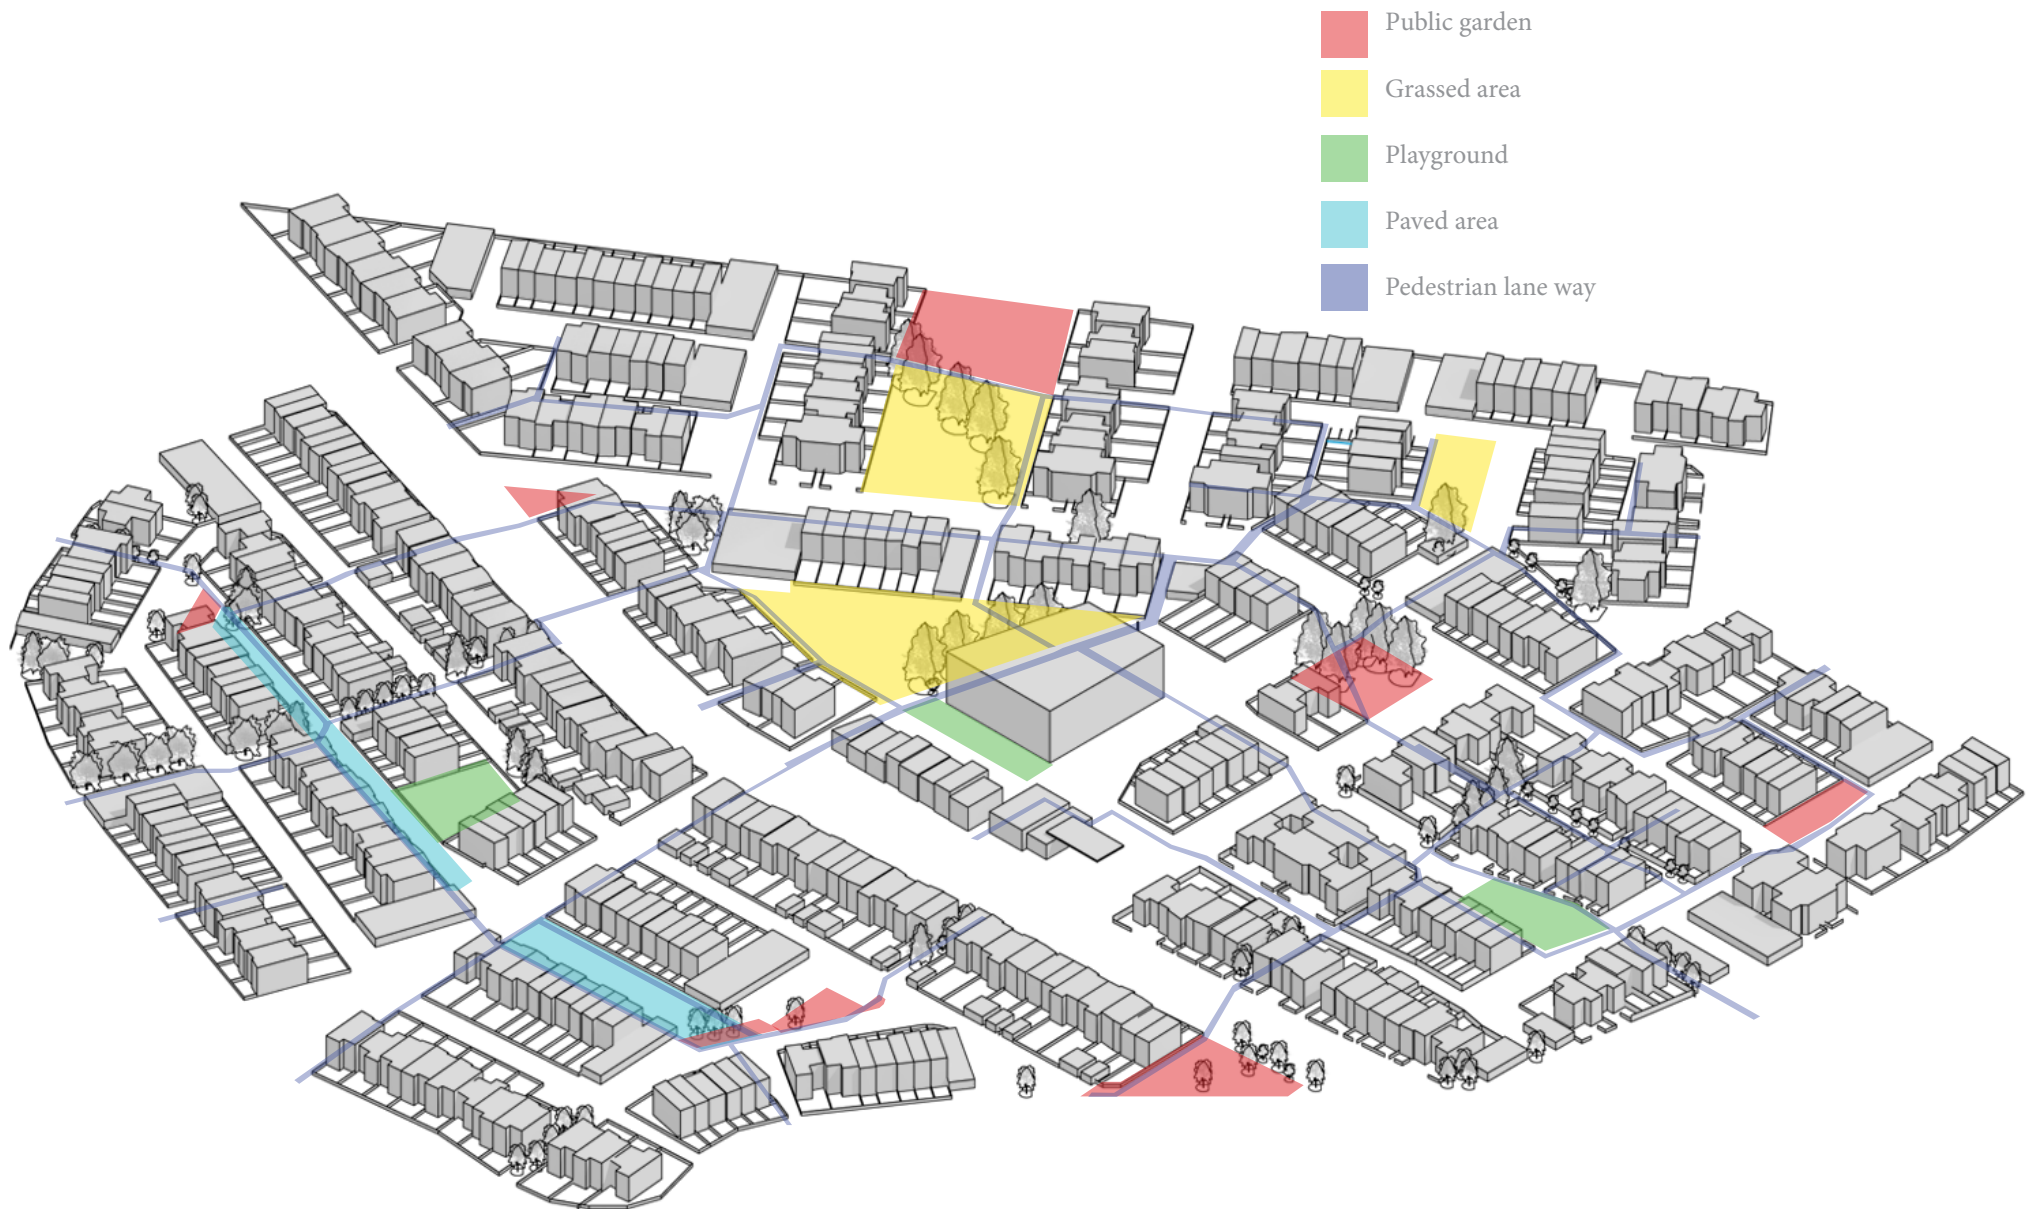 Public garden
Grassed area
Playground
Paved area
Pedestrian lane way